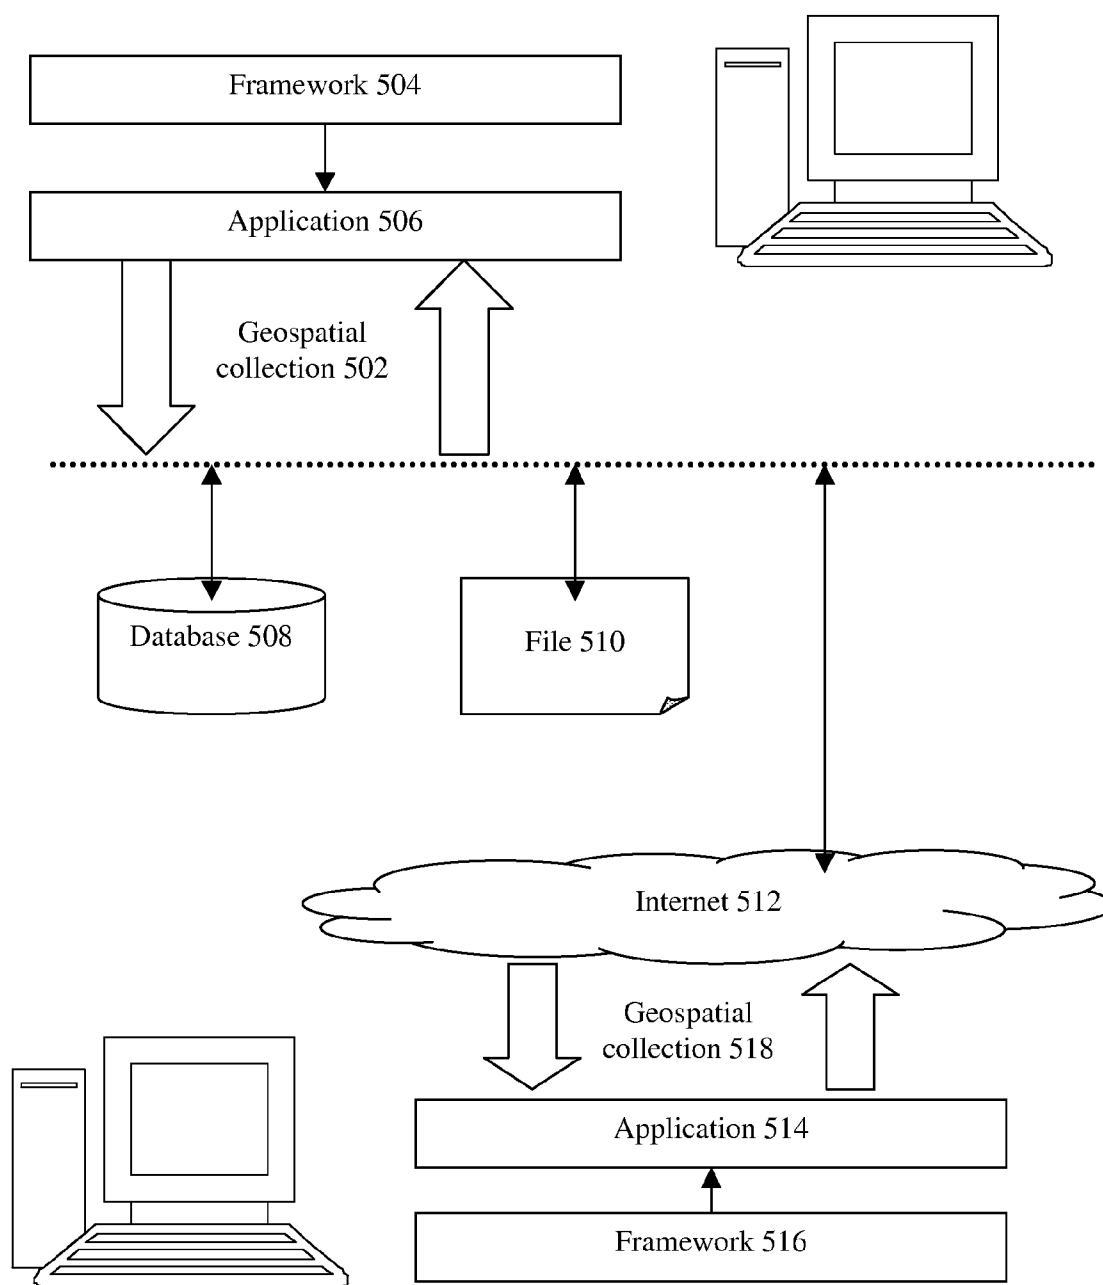 Framework 504
Application 506
Geospatial
collection 502
Database 508
File 510
Internet 512
Geospatial
collection 518
Application 514
Framework 516